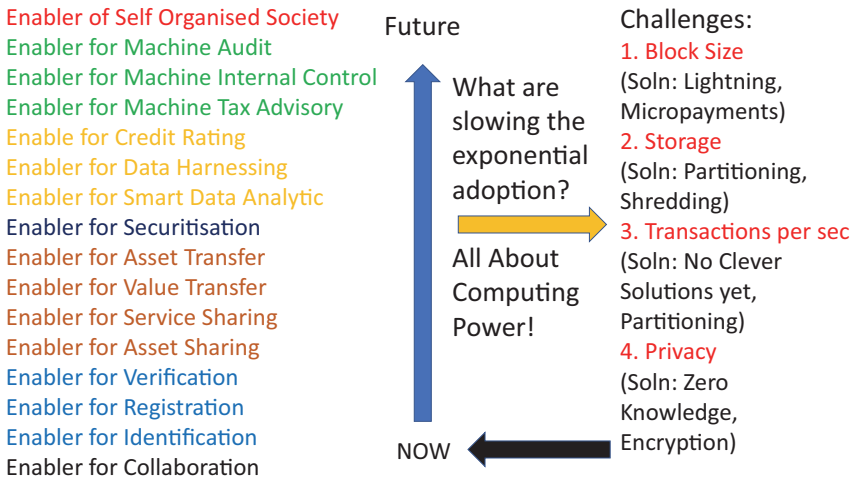 Enabler of Self Organised Society
Enabler for Machine Audit
Enabler for Machine Internal Control
Enabler for Machine Tax Advisory
Enable for Credit Rating
Enabler for Data Harnessing
Enabler for Smart Data Analytic
Enabler for Securitisation
Enabler for Asset Transfer
Enabler for Value Transfer
Enabler for Service Sharing
Enabler for Asset Sharing
Enabler for Verification
Enabler for Registration
Enabler for Identification
Enabler for Collaboration
Future
NOW
What are
slowing the
exponential
adoption?
All About
Computing
Power!
Challenges:
1. Block Size
(Soln: Lightning,
Micropayments)
2. Storage
(Soln: Partitioning,
Shredding)
3. Transactions per sec
(Soln: No Clever
Solutions yet,
Partitioning)
4. Privacy
(Soln: Zero
Knowledge,
Encryption)